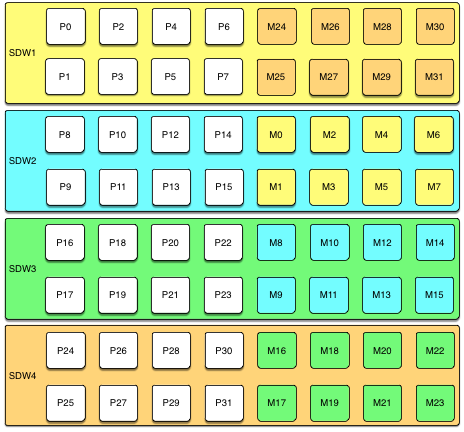 P0 P2 P4 P6 M24 M26 M28 M30
SDW1
P1 P3 P5 P7 M25 M27 M29 M31
P8 P10 P12 P14 M0 M2 M4 M6
SDW2
P9 P11 P13 P15 M1 M3 M5 M7
P16 P18 P20 P22 M8 M10 M12 M14
SDW3
P17 P19 P21 P23 M9 M11 M13 M15
P24 P26 P28 P30 M16 M18 M20 M22
SDW4
P25 P27 P29 P31 M17 M19 M21 M23